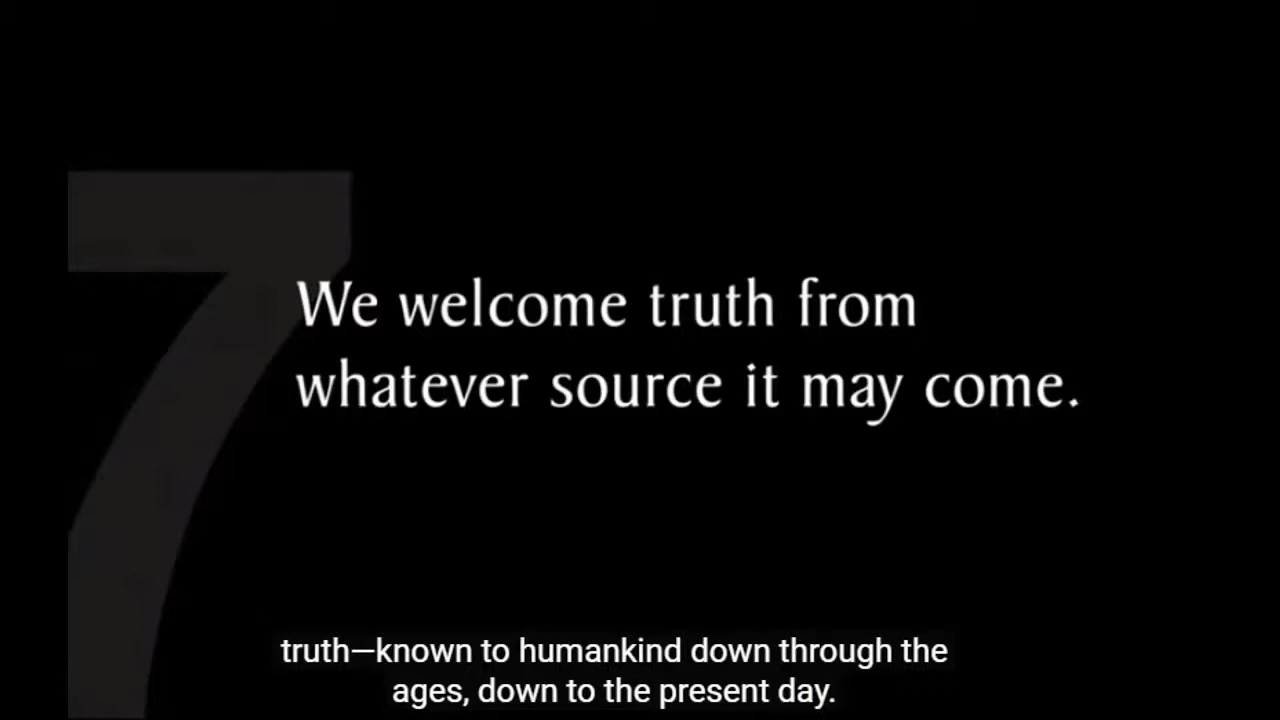 7
We welcome truth from
whatever source it may come.
truth—known to humankind down through the
ages, down to the present day.